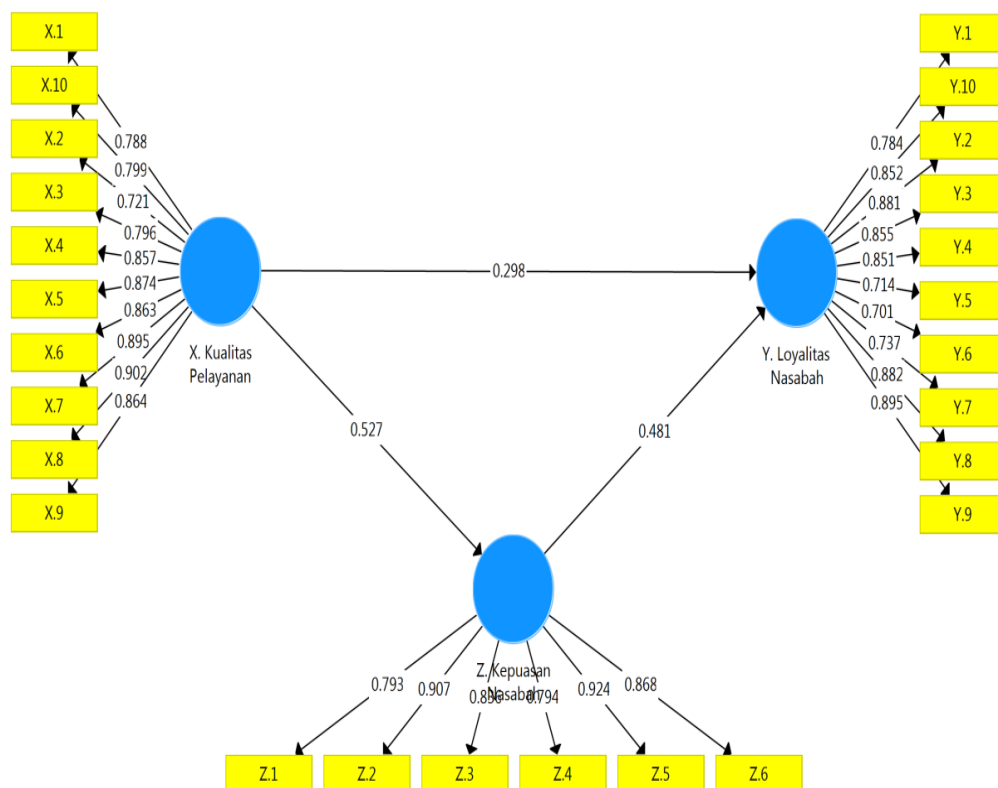 X.1
X.10
X.2
X.3
X.4
X.5
X.6
X.7
X.8
X.9
0.788
0.799
0.721
0.796
0.857
0.874
0.863
0.895
0.902
0.864
X. Kualitas
Pelayanan
0.298
0.527
0.481
Y. Loyalitas
Nasabah
0.784
0.852
0.881
0.855
0.851
0.714
0.701
0.737
0.882
0.895
Y.1
Y.10
Y.2
Y.3
Y.4
Y.5
Y.6
Y.7
Y.8
Y.9
Z. Kepuasan
Nasabah
0.793
0.907
0.794
0.924
0.868
Z.1
Z.2
Z.3
Z.4
Z.5
Z.6